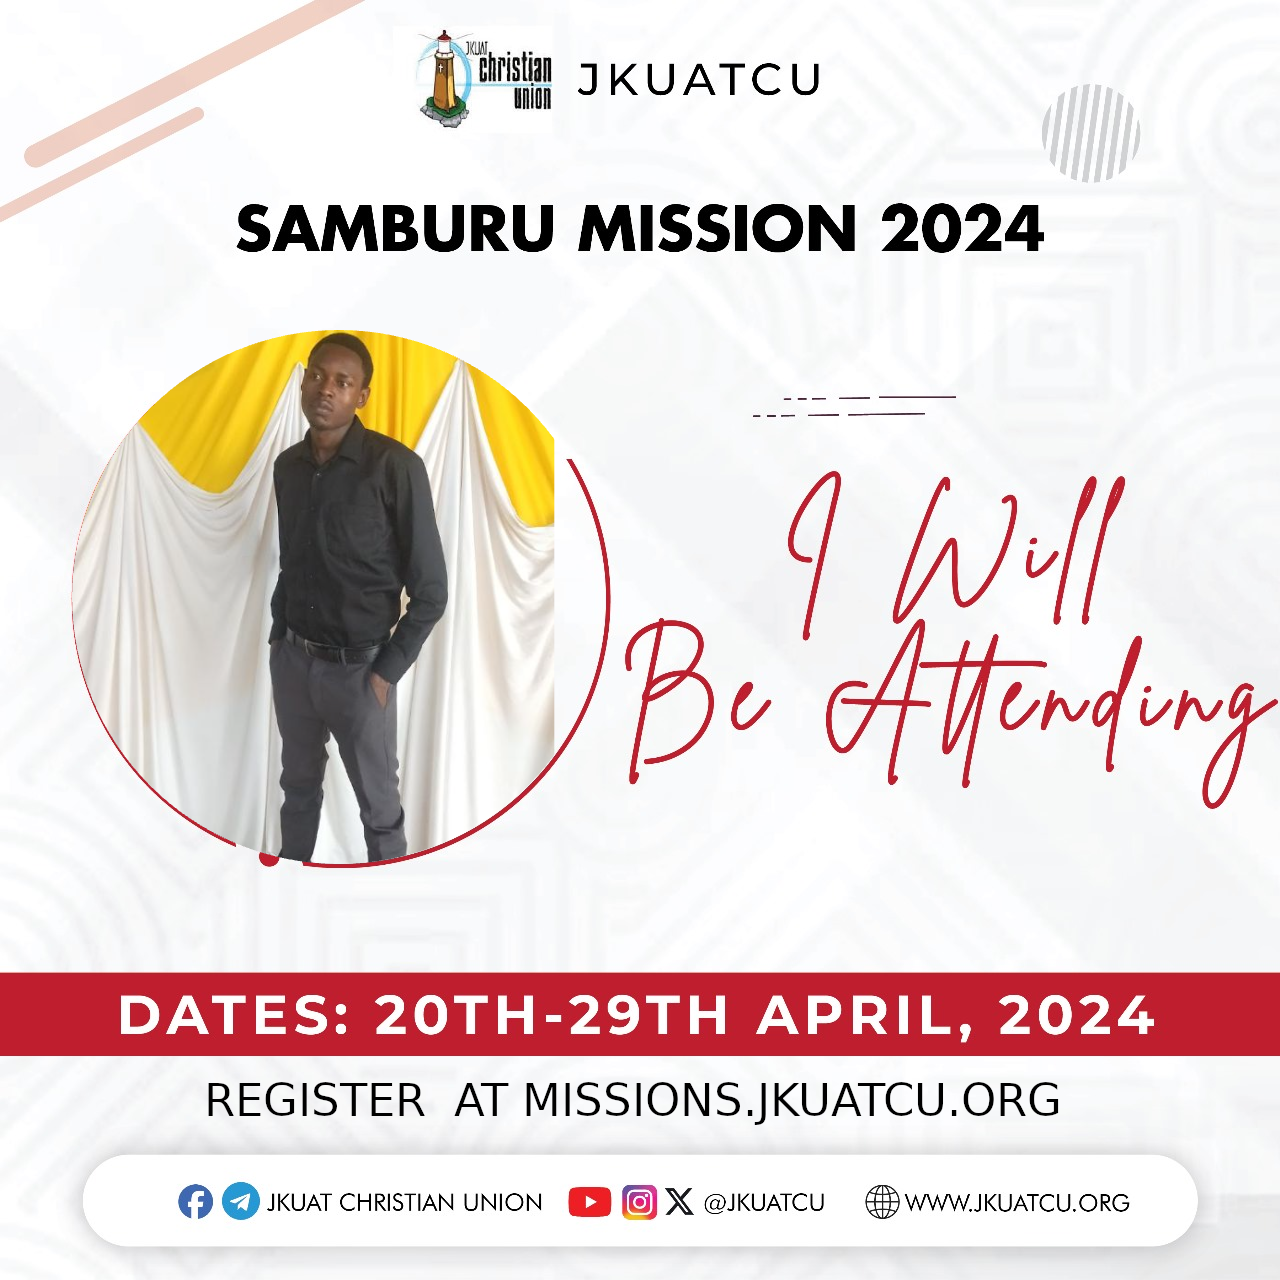 JKUAT
christian
union
JKUATCU
SAMBURU MISSION 2024
I Will
Be Attending
DATES: 20TH-29TH APRIL, 2024
REGISTER  AT MISSIONS.JKUATCU.ORG
JKUAT CHRISTIAN UNION @JKUATCU WWW.JKUATCU.ORG